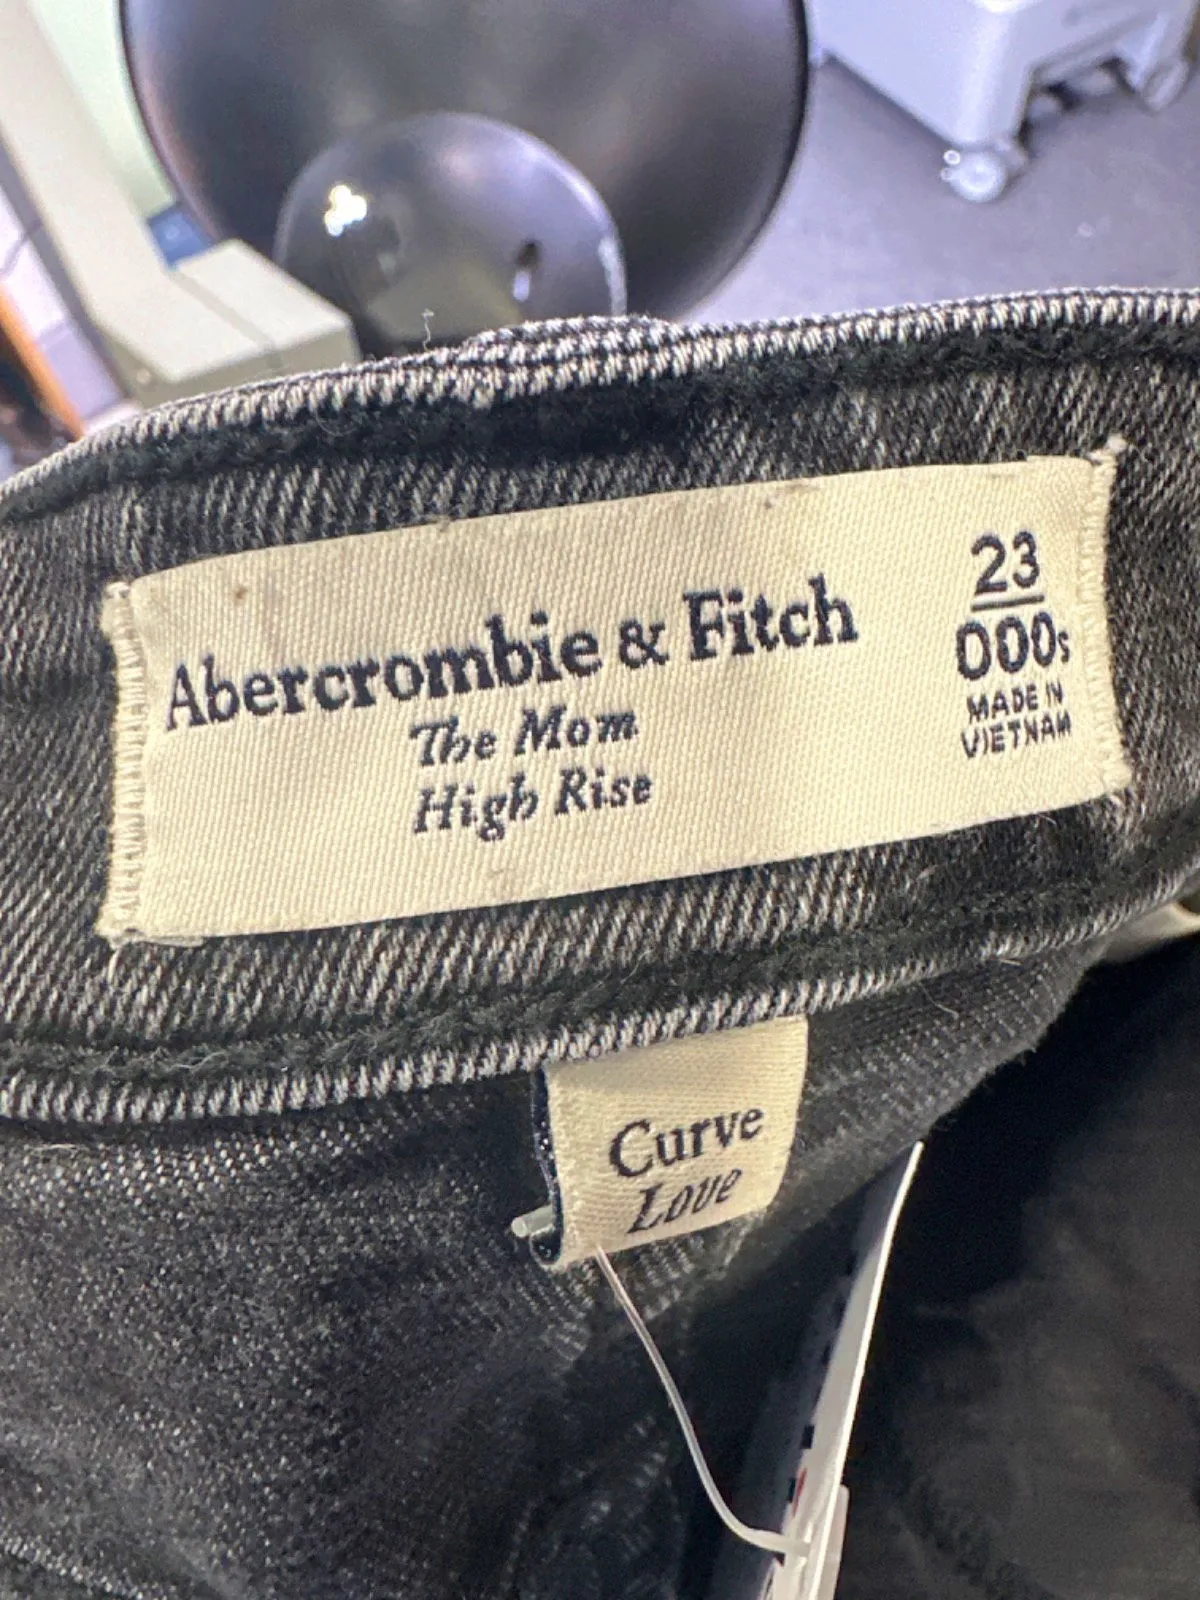 Abercrombie & Fitch
The Mom
High Rise
23
000s
MADE IN
VIETNAM
Curve
Love